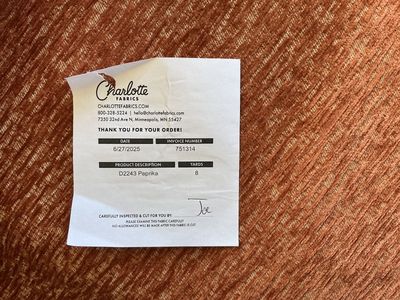 Charlotte
FABRICS
CHARLOTTEFABRICS.COM
800-328-5224 | hello@charlottefabrics.com
7350 32nd Ave N, Minneapolis, MN 55427
THANK YOU FOR YOUR ORDER!
DATE INVOICE NUMBER
6/27/2025 751314
PRODUCT DESCRIPTION YARDS
D2243 Paprika 8
Joe
CAREFULLY INSPECTED & CUT FOR YOU BY:
PLEASE EXAMINE THIS FABRIC CAREFULLY
NO ALLOWANCES WILL BE MADE AFTER THIS FABRIC IS CUT